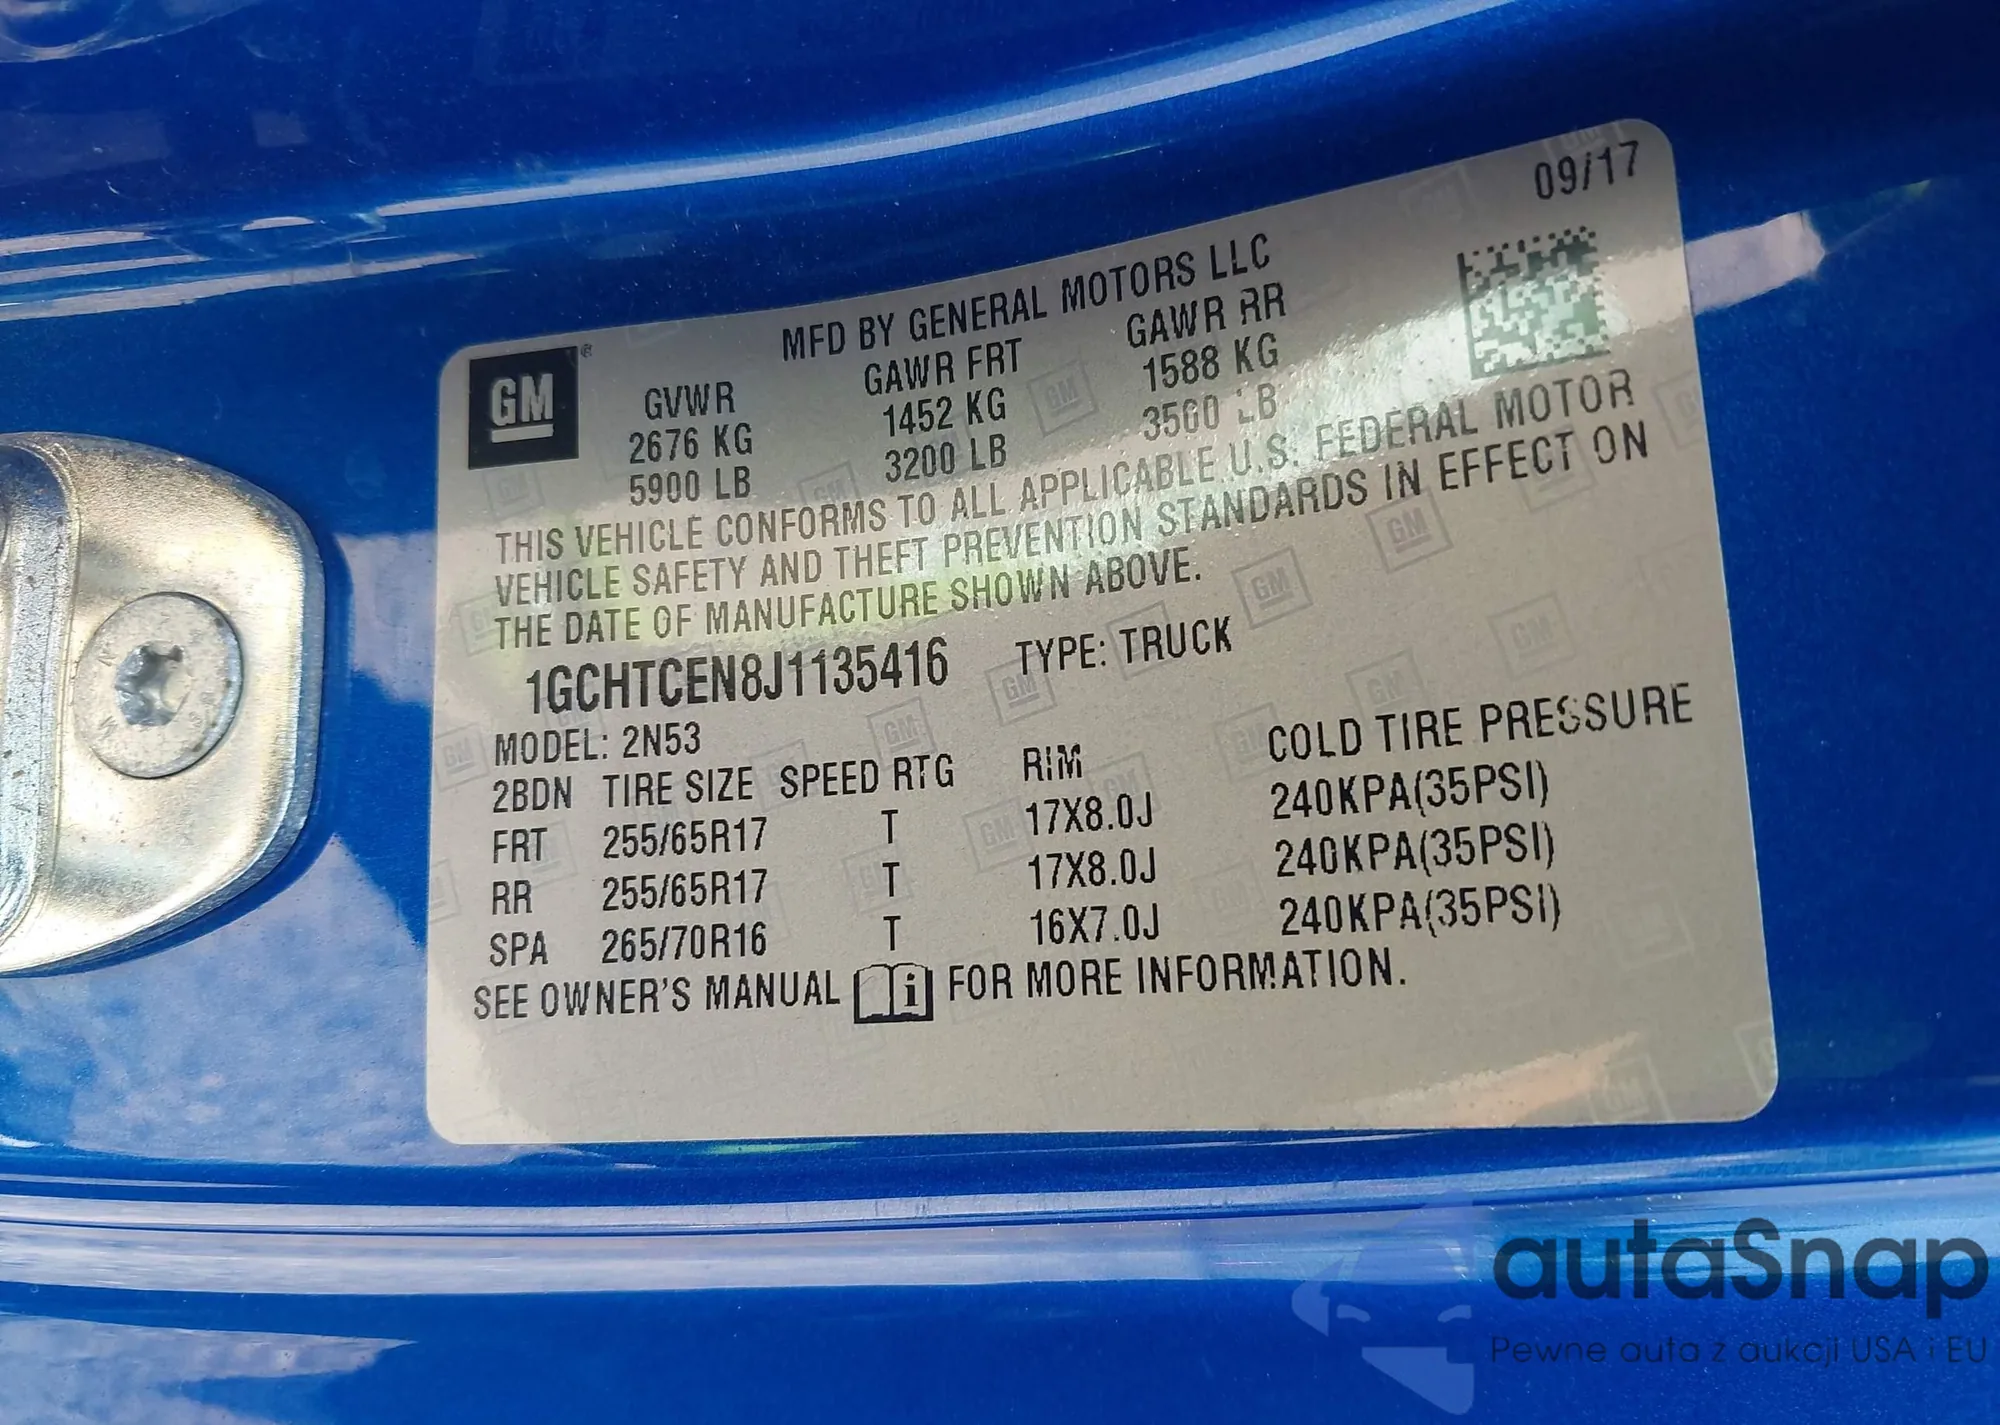 09/17
MFD BY GENERAL MOTORS LLC
GM ®
GVWR GAWR FRT GAWR RR
2676 KG 1452 KG 1588 KG
5900 LB 3200 LB 3500 LB
THIS VEHICLE CONFORMS TO ALL APPLICABLE U.S. FEDERAL MOTOR
VEHICLE SAFETY AND THEFT PREVENTION STANDARDS IN EFFECT ON
THE DATE OF MANUFACTURE SHOWN ABOVE.
1GCHTCEN8J1135416 TYPE: TRUCK
MODEL: 2N53
2BDN TIRE SIZE SPEED RTG RIM COLD TIRE PRESSURE
FRT 255/65R17 T 17X8.0J 240KPA(35PSI)
RR 255/65R17 T 17X8.0J 240KPA(35PSI)
SPA 265/70R16 T 16X7.0J 240KPA(35PSI)
SEE OWNER'S MANUAL i FOR MORE INFORMATION.
autaSnap
Pewne auta z aukcji USA i EU